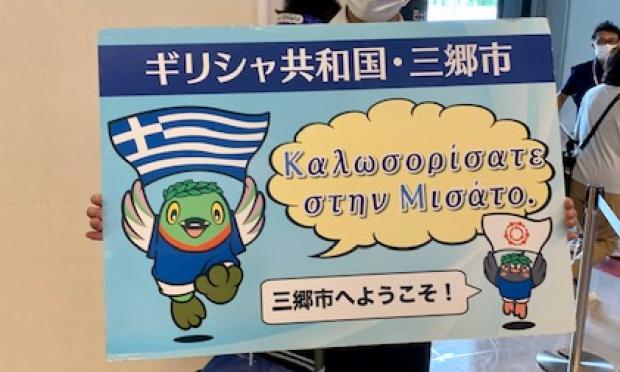 ギリシャ共和国・三郷市
Καλωσορίσατε
στην Μισάτο.
三郷市へようこそ！